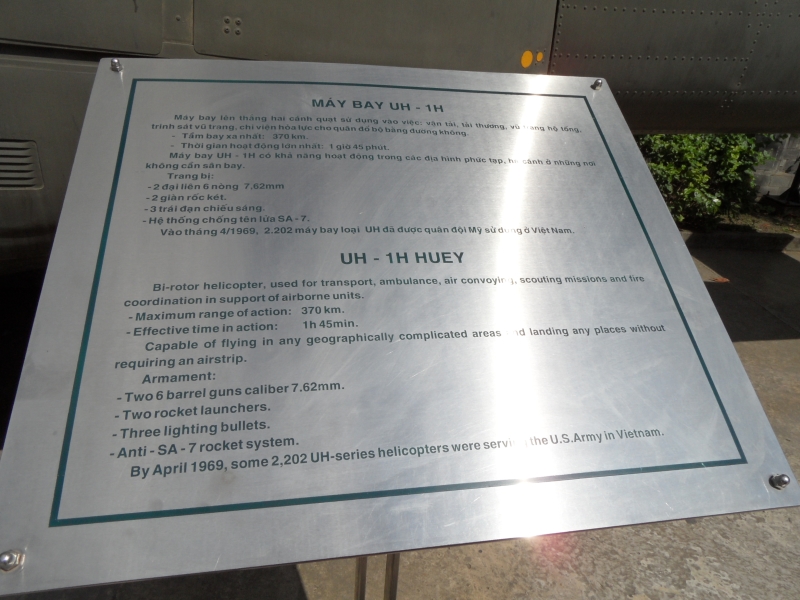 MÁY BAY UH - 1H
Máy bay lên thẳng hai cánh quạt sử dụng vào việc: vận tải, tải thương, vũ trang hộ tống,
trinh sát vũ trang, chi viện hỏa lực cho quân đổ bộ bằng đường không.
- Tầm bay xa nhất: 370 km.
- Thời gian hoạt động lớn nhất: 1 giờ 45 phút.
Máy bay UH - 1H có khả năng hoạt động trong các địa hình phức tạp, hạ cánh ở những nơi
không cần sân bay.
Trang bị:
- 2 đại liên 6 nòng 7.62mm
- 2 giàn rốc két.
- 3 trái đạn chiếu sáng.
- Hệ thống chống tên lửa SA - 7.
Vào tháng 4/1969, 2.202 máy bay loại UH đã được quân đội Mỹ sử dụng ở Việt Nam.
UH - 1H HUEY
Bi-rotor helicopter, used for transport, ambulance, air convoying, scouting missions and fire
coordination in support of airborne units.
- Maximum range of action: 370 km.
- Effective time in action: 1h 45min.
Capable of flying in any geographically complicated areas and landing any places without
requiring an airstrip.
Armament:
- Two 6 barrel guns caliber 7.62mm.
- Two rocket launchers.
- Three lighting bullets.
- Anti - SA - 7 rocket system.
By April 1969, some 2,202 UH-series helicopters were serving the U.S.Army in Vietnam.